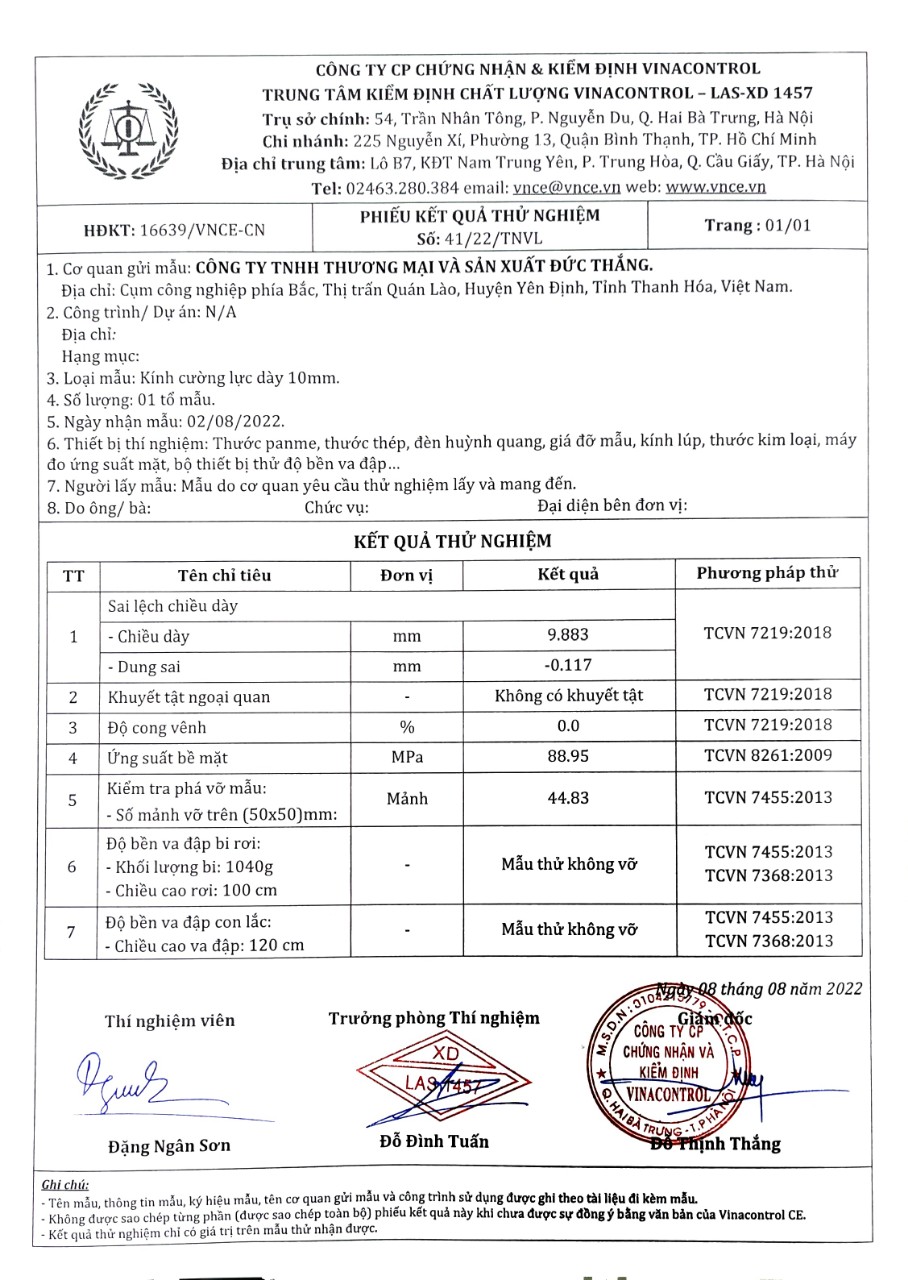 CÔNG TY CP CHỨNG NHẬN & KIỂM ĐỊNH VINACONTROL
TRUNG TÂM KIỂM ĐỊNH CHẤT LƯỢNG VINACONTROL – LAS-XD 1457
Trụ sở chính: 54, Trần Nhân Tông, P. Nguyễn Du, Q. Hai Bà Trưng, Hà Nội
Chi nhánh: 225 Nguyễn Xí, Phường 13, Quận Bình Thạnh, TP. Hồ Chí Minh
Địa chỉ trung tâm: Lô B7, KĐT Nam Trung Yên, P. Trung Hòa, Q. Cầu Giấy, TP. Hà Nội
Tel: 02463.280.384 email: vnce@vnce.vn web: www.vnce.vn
HĐKT: 16639/VNCE-CN
PHIẾU KẾT QUẢ THỬ NGHIỆM
Số: 41/22/TNVL
Trang : 01/01
1. Cơ quan gửi mẫu: CÔNG TY TNHH THƯƠNG MẠI VÀ SẢN XUẤT ĐỨC THẮNG.
Địa chỉ: Cụm công nghiệp phía Bắc, Thị trấn Quán Lào, Huyện Yên Định, Tỉnh Thanh Hóa, Việt Nam.
2. Công trình/ Dự án: N/A
Địa chỉ:
Hạng mục:
3. Loại mẫu: Kính cường lực dày 10mm.
4. Số lượng: 01 tổ mẫu.
5. Ngày nhận mẫu: 02/08/2022.
6. Thiết bị thí nghiệm: Thước panme, thước thép, đèn huỳnh quang, giá đỡ mẫu, kính lúp, thước kim loại, máy
đo ứng suất mặt, bộ thiết bị thử độ bền va đập...
7. Người lấy mẫu: Mẫu do cơ quan yêu cầu thử nghiệm lấy và mang đến.
8. Do ông/ bà: Chức vụ: Đại diện bên đơn vị:
KẾT QUẢ THỬ NGHIỆM
TT Tên chỉ tiêu Đơn vị Kết quả Phương pháp thử
1 Sai lệch chiều dày TCVN 7219:2018
- Chiều dày mm 9.883
- Dung sai mm -0.117
2 Khuyết tật ngoại quan - Không có khuyết tật TCVN 7219:2018
3 Độ cong vênh % 0.0 TCVN 7219:2018
4 Ứng suất bề mặt MPa 88.95 TCVN 8261:2009
5 Kiểm tra phá vỡ mẫu: Mảnh 44.83 TCVN 7455:2013
- Số mảnh vỡ trên (50x50)mm:
6 Độ bền va đập bi rơi: - Mẫu thử không vỡ TCVN 7455:2013
- Khối lượng bi: 1040g TCVN 7368:2013
- Chiều cao rơi: 100 cm
7 Độ bền va đập con lắc: - Mẫu thử không vỡ TCVN 7455:2013
- Chiều cao va đập: 120 cm TCVN 7368:2013
Ngày 08 tháng 08 năm 2022
Thí nghiệm viên
Trưởng phòng Thí nghiệm
Giám đốc
XD
LAS 1457
CÔNG TY CP
CHỨNG NHẬN VÀ
KIỂM ĐỊNH
VINACONTROL
Q. HAI BÀ TRƯNG - T.P HÀ NỘI
Đặng Ngân Sơn
Đỗ Đình Tuấn
Đỗ Thịnh Thắng
Ghi chú:
- Tên mẫu, thông tin mẫu, ký hiệu mẫu, tên cơ quan gửi mẫu và công trình sử dụng được ghi theo tài liệu đi kèm mẫu.
- Không được sao chép từng phần (được sao chép toàn bộ) phiếu kết quả này khi chưa được sự đồng ý bằng văn bản của Vinacontrol CE.
- Kết quả thử nghiệm chỉ có giá trị trên mẫu thử nhận được.